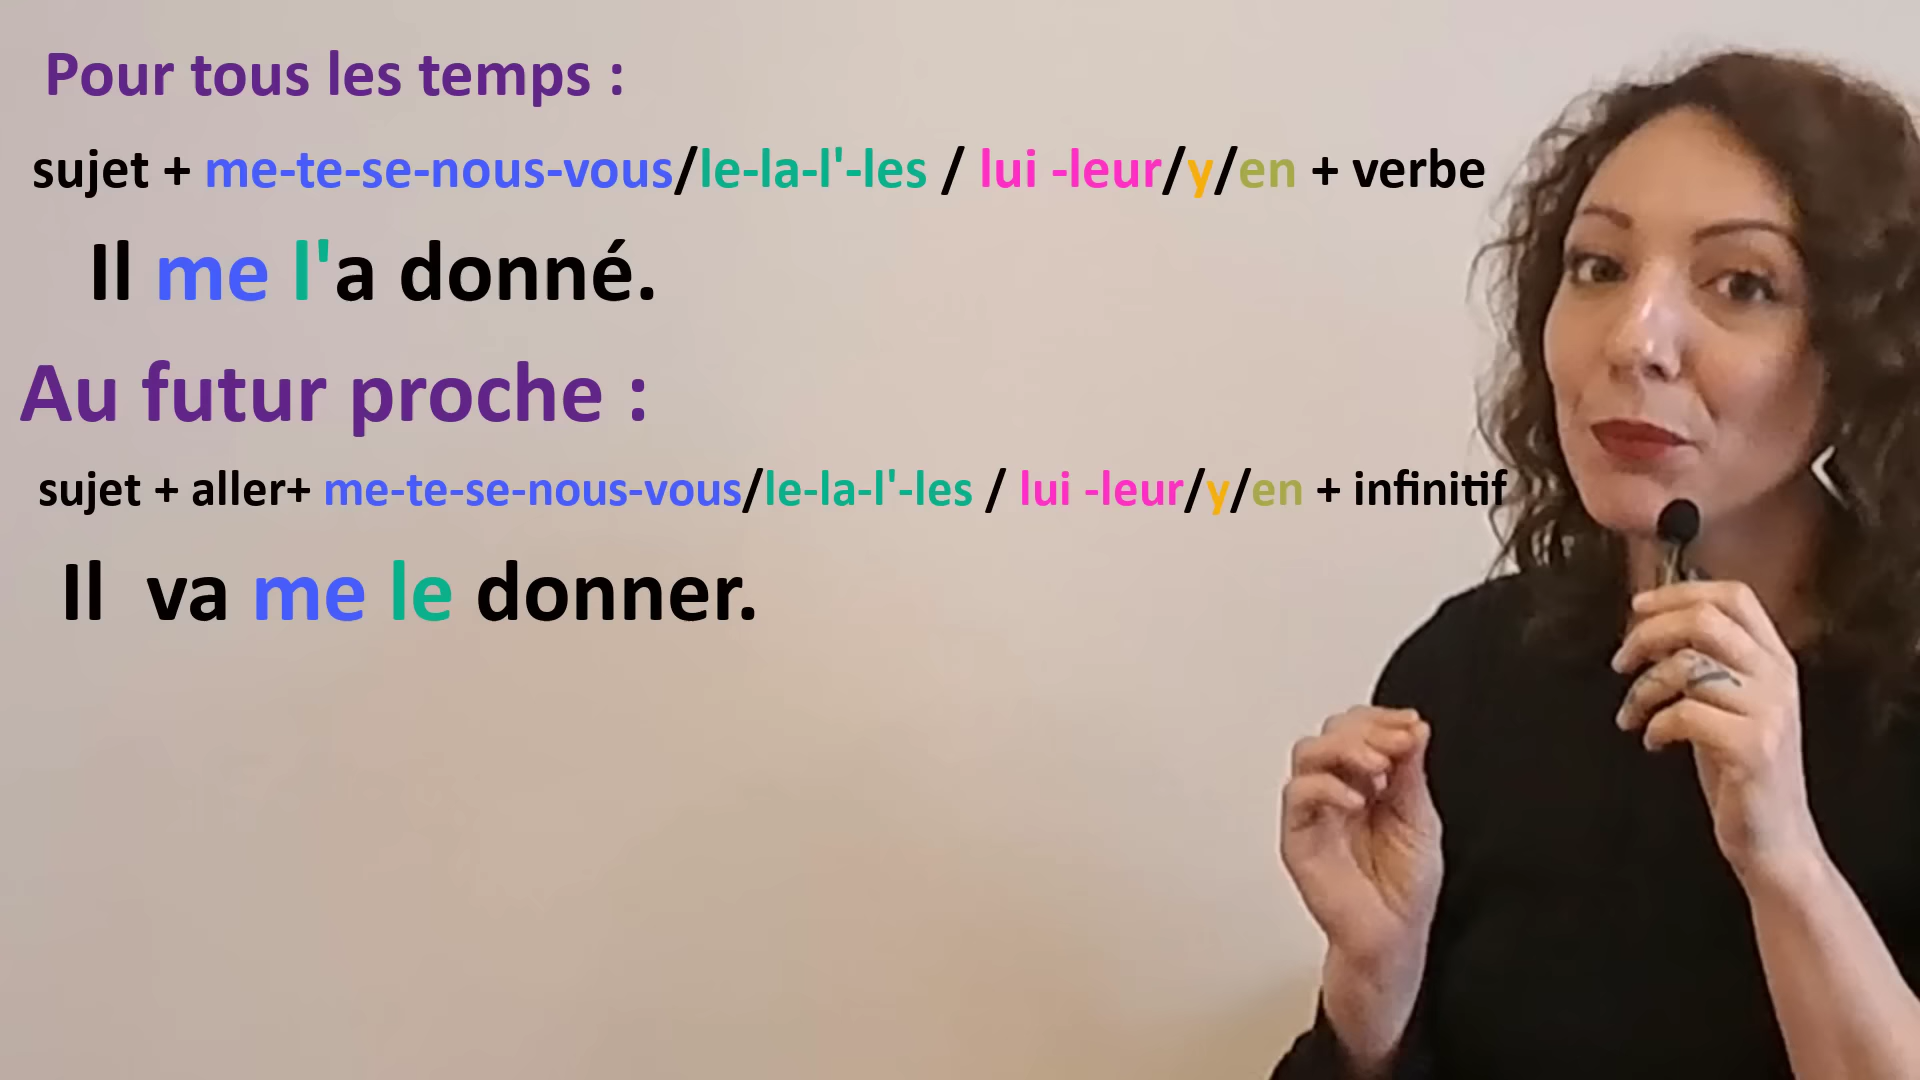 Pour tous les temps :
sujet + me-te-se-nous-vous/le-la-l'-les / lui -leur/y/en + verbe
Il me l'a donné.
Au futur proche :
sujet + aller+ me-te-se-nous-vous/le-la-l'-les / lui -leur/y/en + infinitif
Il va me le donner.